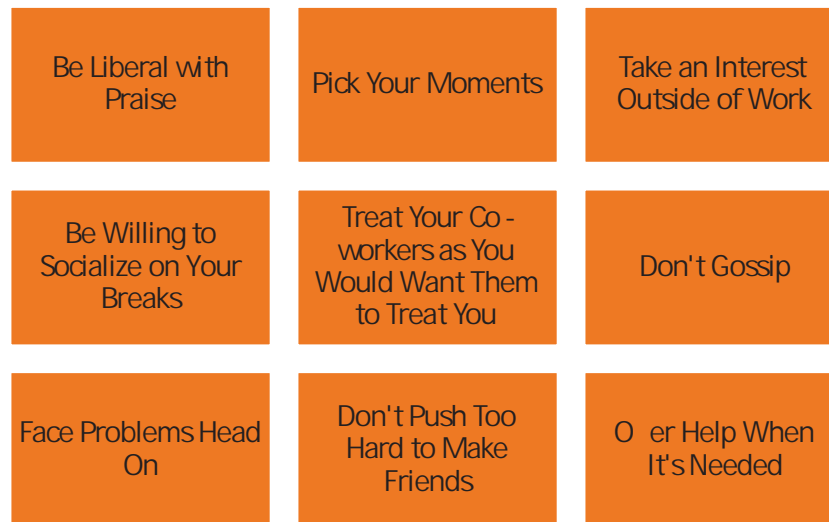 Be Liberal with
Praise
Pick Your Moments
Take an Interest
Outside of Work
Be Willing to
Socialize on Your
Breaks
Treat Your Co -
workers as You
Would Want Them
to Treat You
Don't Gossip
Face Problems Head
On
Don't Push Too
Hard to Make
Friends
O er Help When
It's Needed